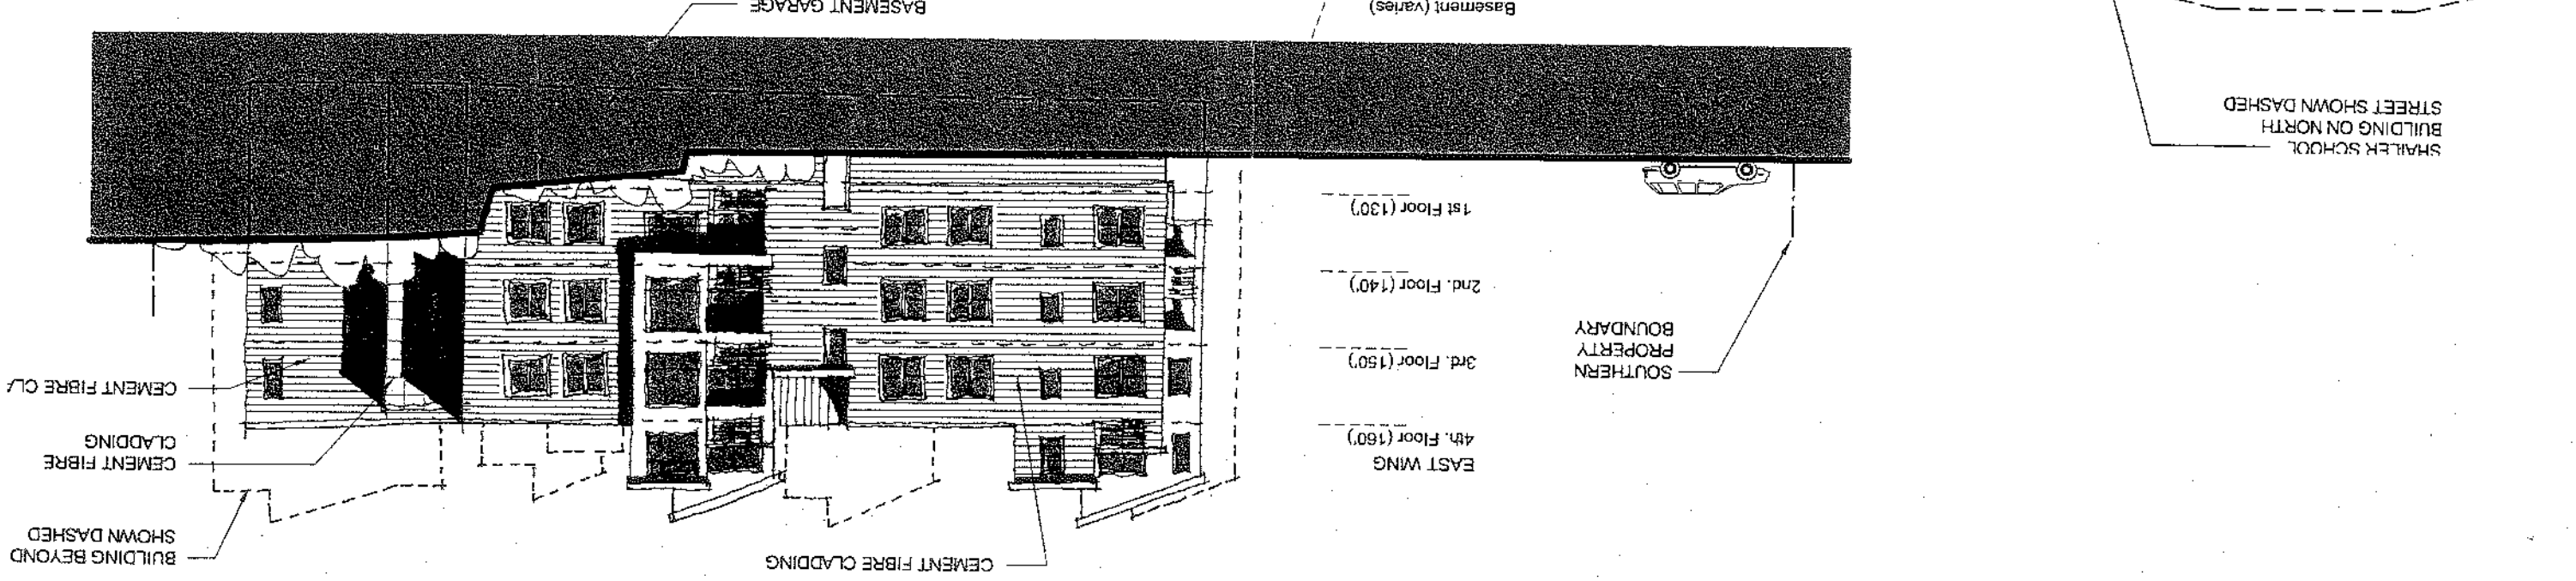 CEMENT FIBRE CLADDING
BUILDING BEYOND
SHOWN DASHED
EAST WING
4th. Floor (160')
CEMENT FIBRE
CLADDING
SOUTHERN
PROPERTY
BOUNDARY
3rd. Floor (150')
CEMENT FIBRE
2nd. Floor (140')
1st Floor (130')
SHAILER SCHOOL
BUILDING ON NORTH
STREET SHOWN DASHED
Basement (varies)
BASEMENT GARAGE